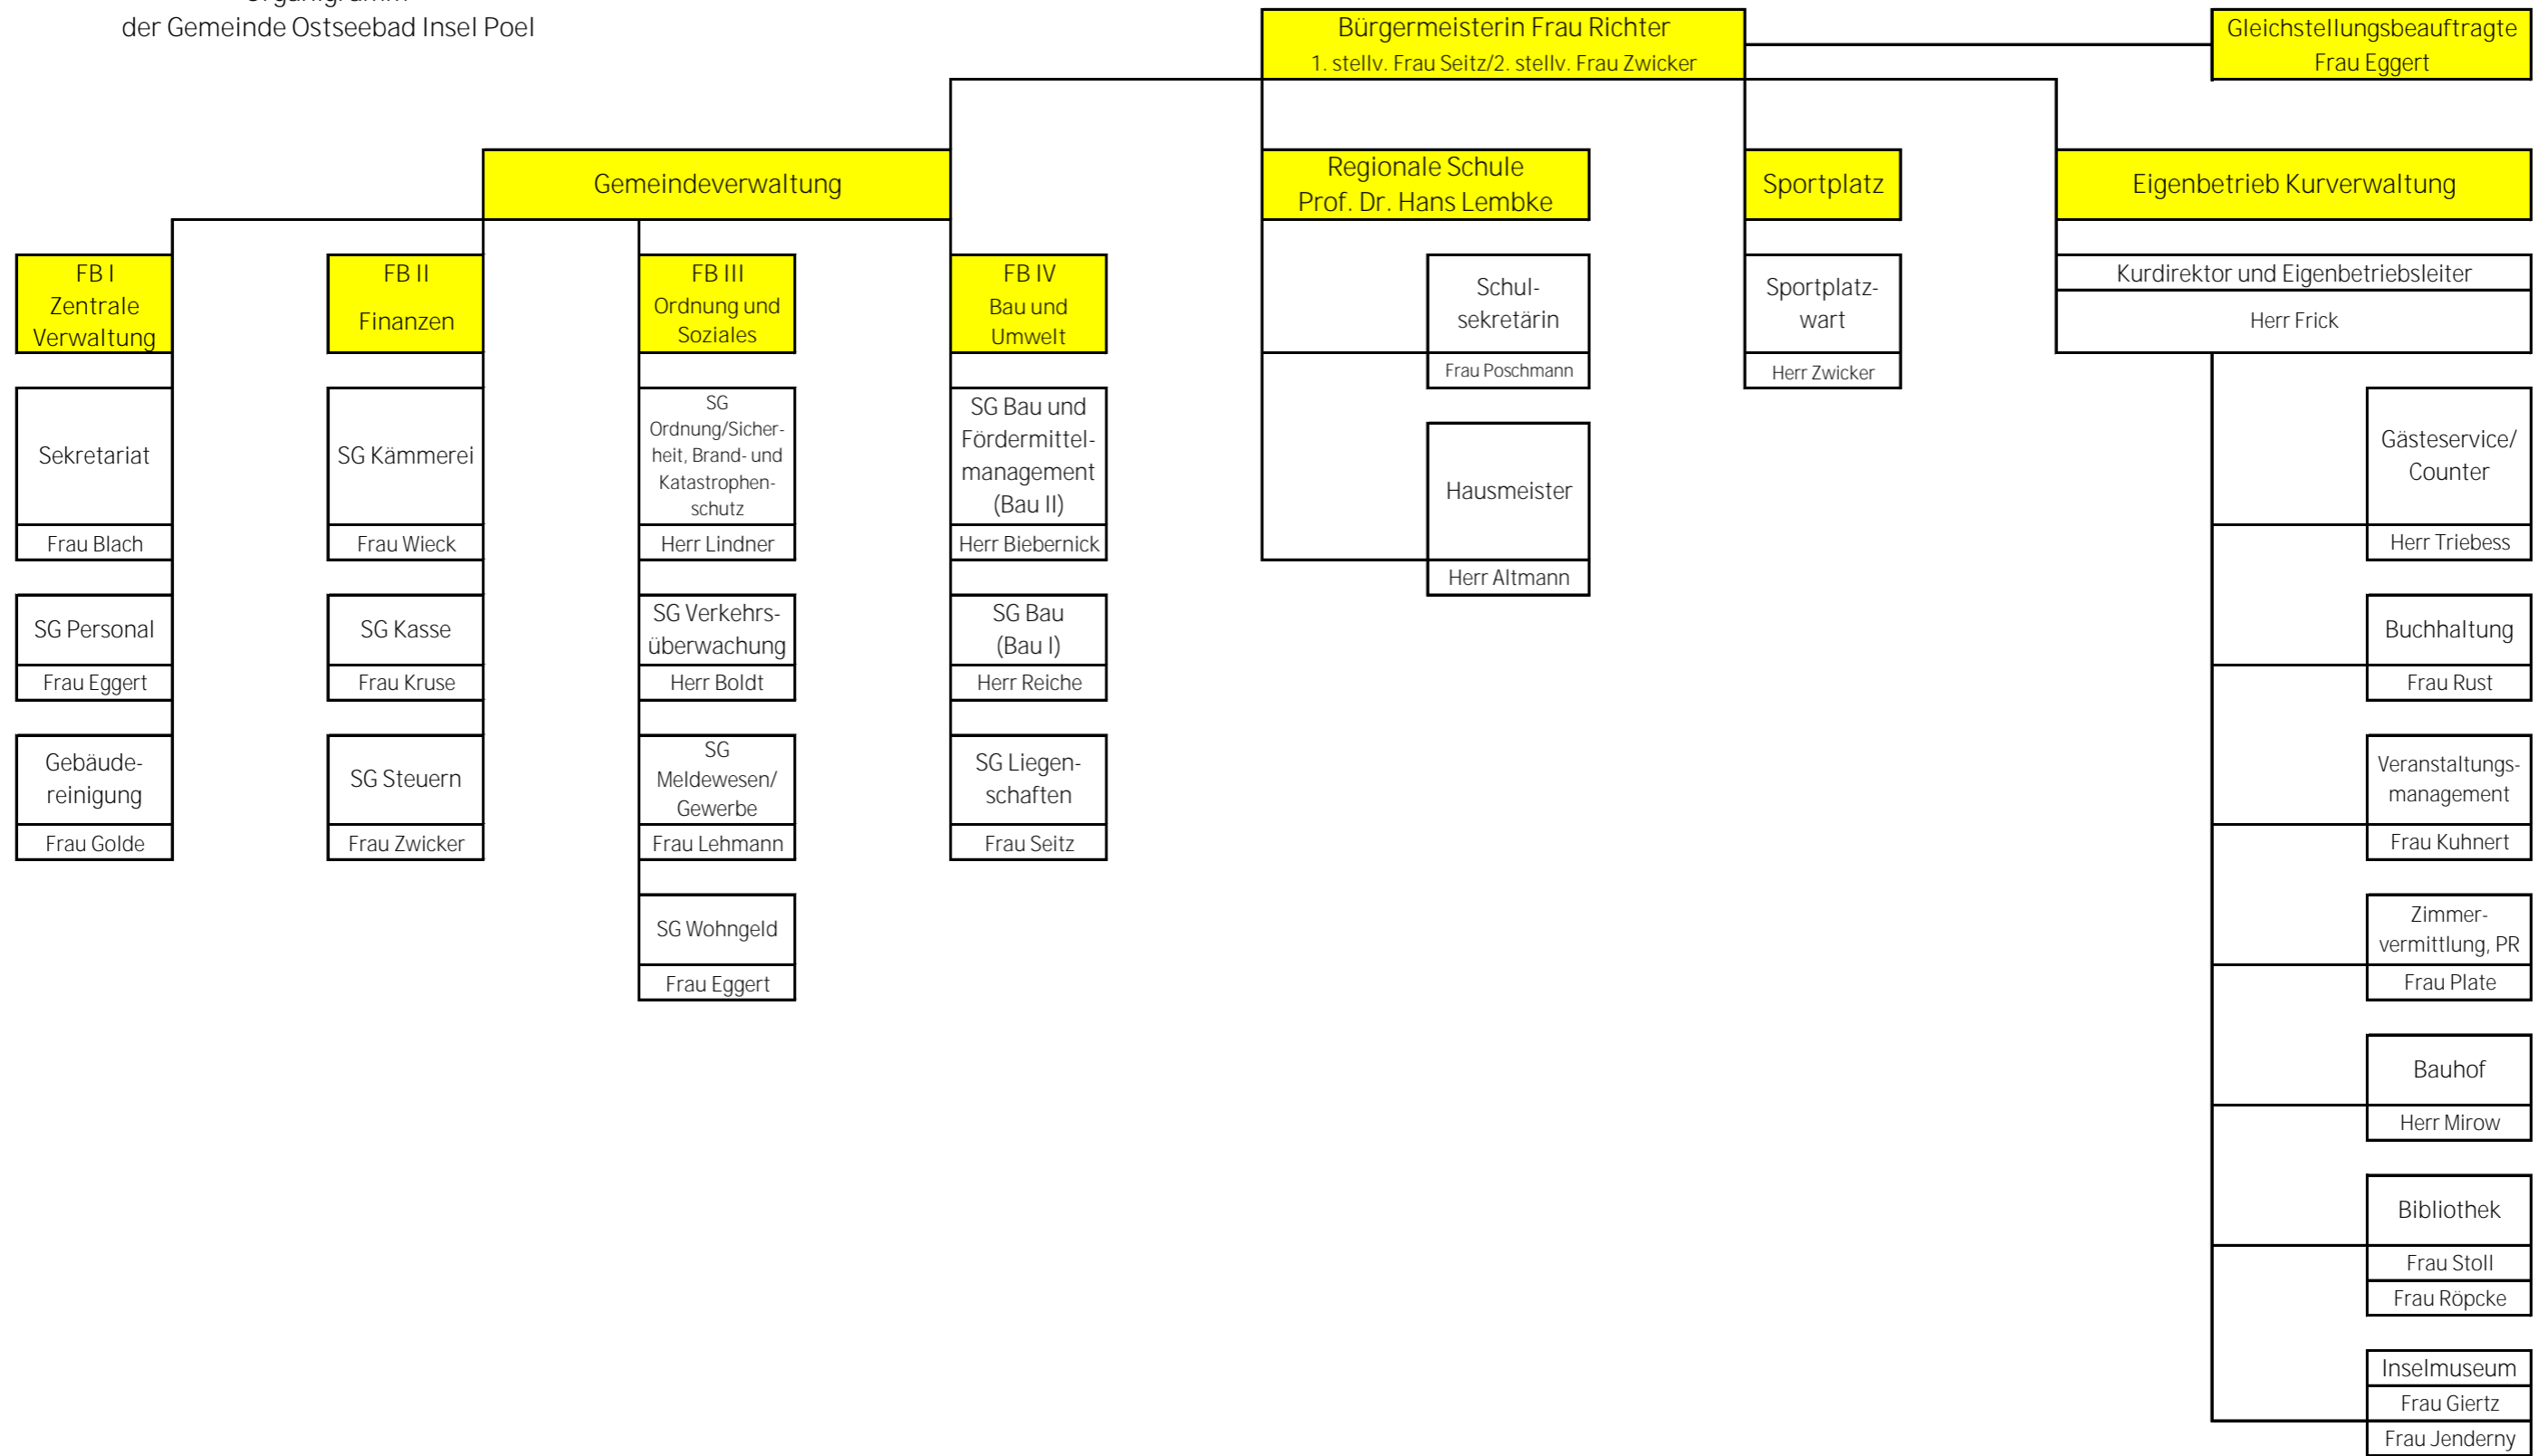 der Gemeinde Ostseebad Insel Poel
Bürgermeisterin Frau Richter
1. stellv. Frau Seitz/2. stellv. Frau Zwicker
Gleichstellungsbeauftragte
Frau Eggert
Gemeindeverwaltung
Regionale Schule
Prof. Dr. Hans Lembke
Sportplatz
Eigenbetrieb Kurverwaltung
FB I
Zentrale
Verwaltung
FB II
Finanzen
FB III
Ordnung und
Soziales
FB IV
Bau und
Umwelt
Schul-
sekretärin
Frau Poschmann
Sportplatz-
wart
Herr Zwicker
Kurdirektor und Eigenbetriebsleiter
Herr Frick
Sekretariat
Frau Blach
SG Kämmerei
Frau Wieck
SG
Ordnung/Sicher-
heit, Brand- und
Katastrophen-
schutz
Herr Lindner
SG Bau und
Fördermittel-
management
(Bau II)
Herr Biebernick
Hausmeister
Herr Altmann
Gästeservice/
Counter
Herr Triebess
SG Personal
Frau Eggert
SG Kasse
Frau Kruse
SG Verkehrs-
überwachung
Herr Boldt
SG Bau
(Bau I)
Herr Reiche
Buchhaltung
Frau Rust
Gebäude-
reinigung
Frau Golde
SG Steuern
Frau Zwicker
SG
Meldewesen/
Gewerbe
Frau Lehmann
SG Liegen-
schaften
Frau Seitz
Veranstaltungs-
management
Frau Kuhnert
SG Wohngeld
Frau Eggert
Zimmer-
vermittlung, PR
Frau Plate
Bauhof
Herr Mirow
Bibliothek
Frau Stoll
Frau Röpcke
Inselmuseum
Frau Giertz
Frau Jenderny